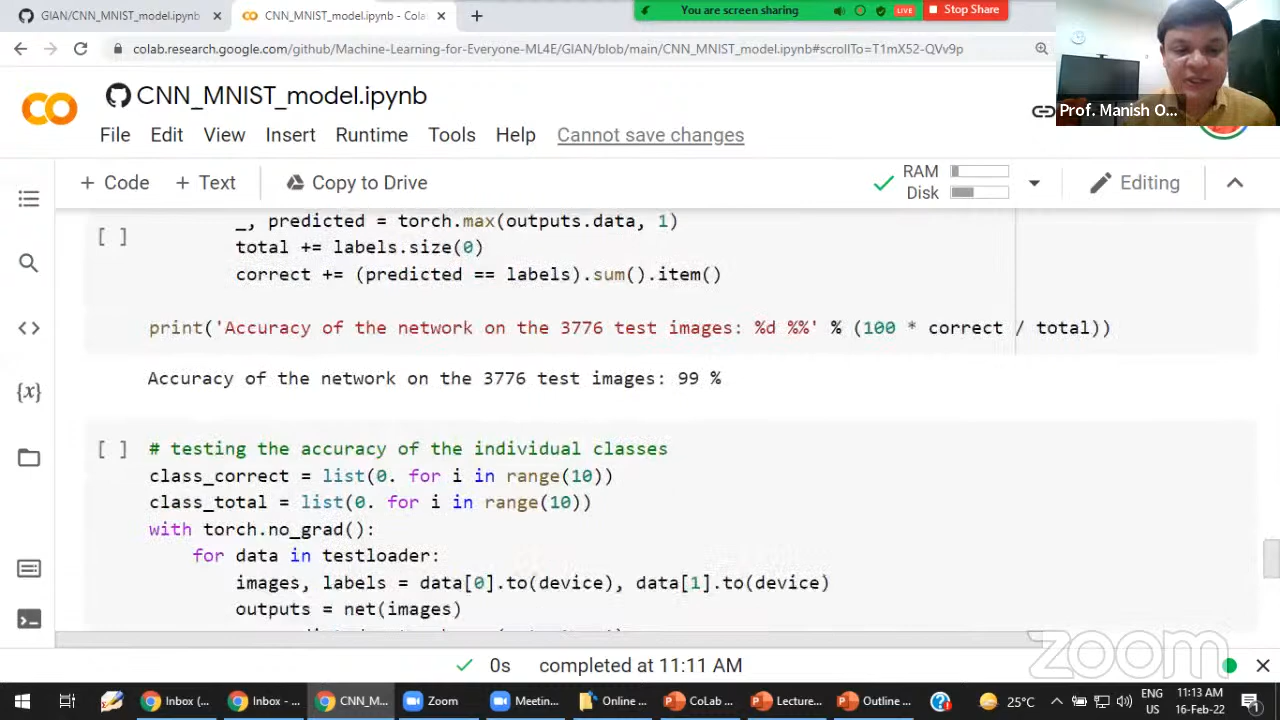 GIAN/CNN_MNIST_model.ipynb
CNN_MNIST_model.ipynb - Cola
You are screen sharing
LIVE
Stop Share
colab.research.google.com/github/Machine-Learning-for-Everyone-ML4E/GIAN/blob/main/CNN_MNIST_model.ipynb#scrollTo=T1mX52-QVv9p
CO
CNN_MNIST_model.ipynb
Prof. Manish O...
File Edit View Insert Runtime Tools Help Cannot save changes
+ Code + Text Copy to Drive
RAM
Disk
Editing
[ ]
_, predicted = torch.max(outputs.data, 1)
total += labels.size(0)
correct += (predicted == labels).sum().item()
print('Accuracy of the network on the 3776 test images: %d %%' % (100 * correct / total))
Accuracy of the network on the 3776 test images: 99 %
[ ] # testing the accuracy of the individual classes
class_correct = list(0. for i in range(10))
class_total = list(0. for i in range(10))
with torch.no_grad():
for data in testloader:
images, labels = data[0].to(device), data[1].to(device)
outputs = net(images)
0s completed at 11:11 AM
zoom
Inbox (...
Inbox - ...
CNN_M...
Zoom
Meetin...
Online ...
CoLab ...
Lecture...
Outline ...
25°C
ENG
US
11:13 AM
16-Feb-22
1